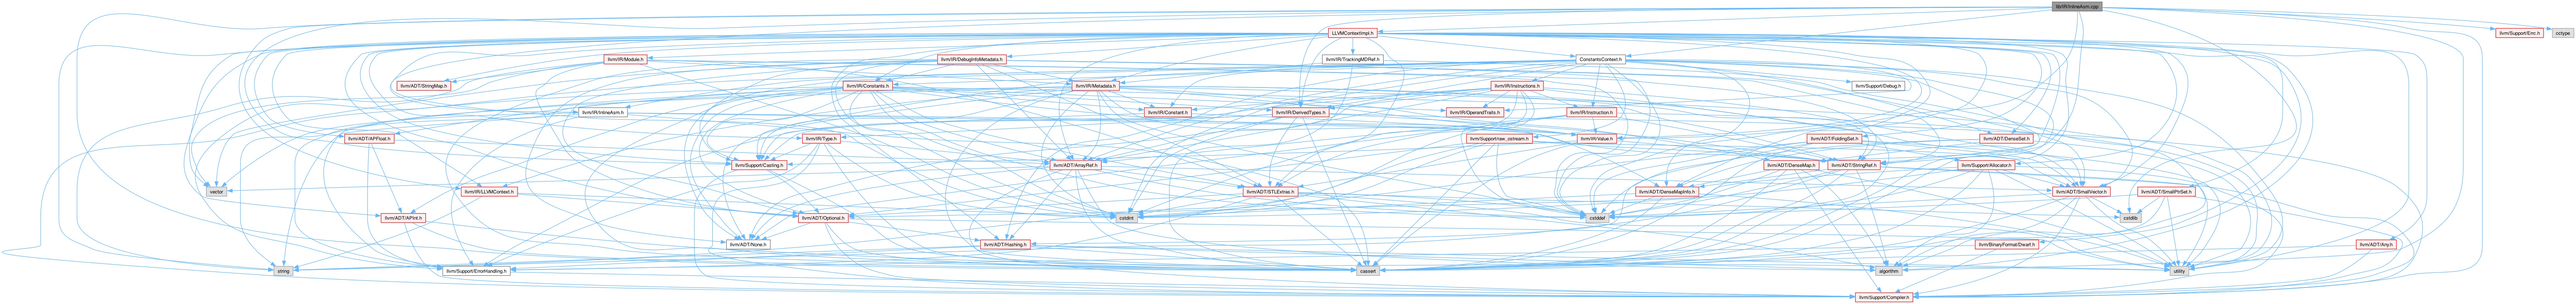 lib/IR/InlineAsm.cpp
LLVMContextImpl.h
llvm/Support/Errc.h
cctype
llvm/IR/Module.h
llvm/IR/DebugInfoMetadata.h
llvm/IR/TrackingMDRef.h
ConstantsContext.h
llvm/ADT/StringMap.h
llvm/IR/Constants.h
llvm/IR/Metadata.h
llvm/IR/Instructions.h
llvm/Support/Debug.h
llvm/IR/InlineAsm.h
llvm/IR/Constant.h
llvm/IR/DerivedTypes.h
llvm/IR/OperandTraits.h
llvm/IR/Instruction.h
llvm/ADT/APFloat.h
llvm/IR/Type.h
llvm/Support/raw_ostream.h
llvm/IR/Value.h
llvm/ADT/FoldingSet.h
llvm/ADT/DenseSet.h
llvm/Support/Casting.h
llvm/ADT/ArrayRef.h
llvm/ADT/DenseMap.h
llvm/ADT/StringRef.h
llvm/Support/Allocator.h
vector
llvm/IR/LLVMContext.h
llvm/ADT/STLExtras.h
llvm/ADT/DenseMapInfo.h
llvm/ADT/SmallVector.h
llvm/ADT/SmallPtrSet.h
llvm/ADT/APInt.h
llvm/ADT/Optional.h
cstdint
cstddef
cstdlib
llvm/ADT/None.h
llvm/ADT/Hashing.h
llvm/BinaryFormat/Dwarf.h
llvm/ADT/Any.h
string
llvm/Support/ErrorHandling.h
cassert
algorithm
utility
llvm/Support/Compiler.h